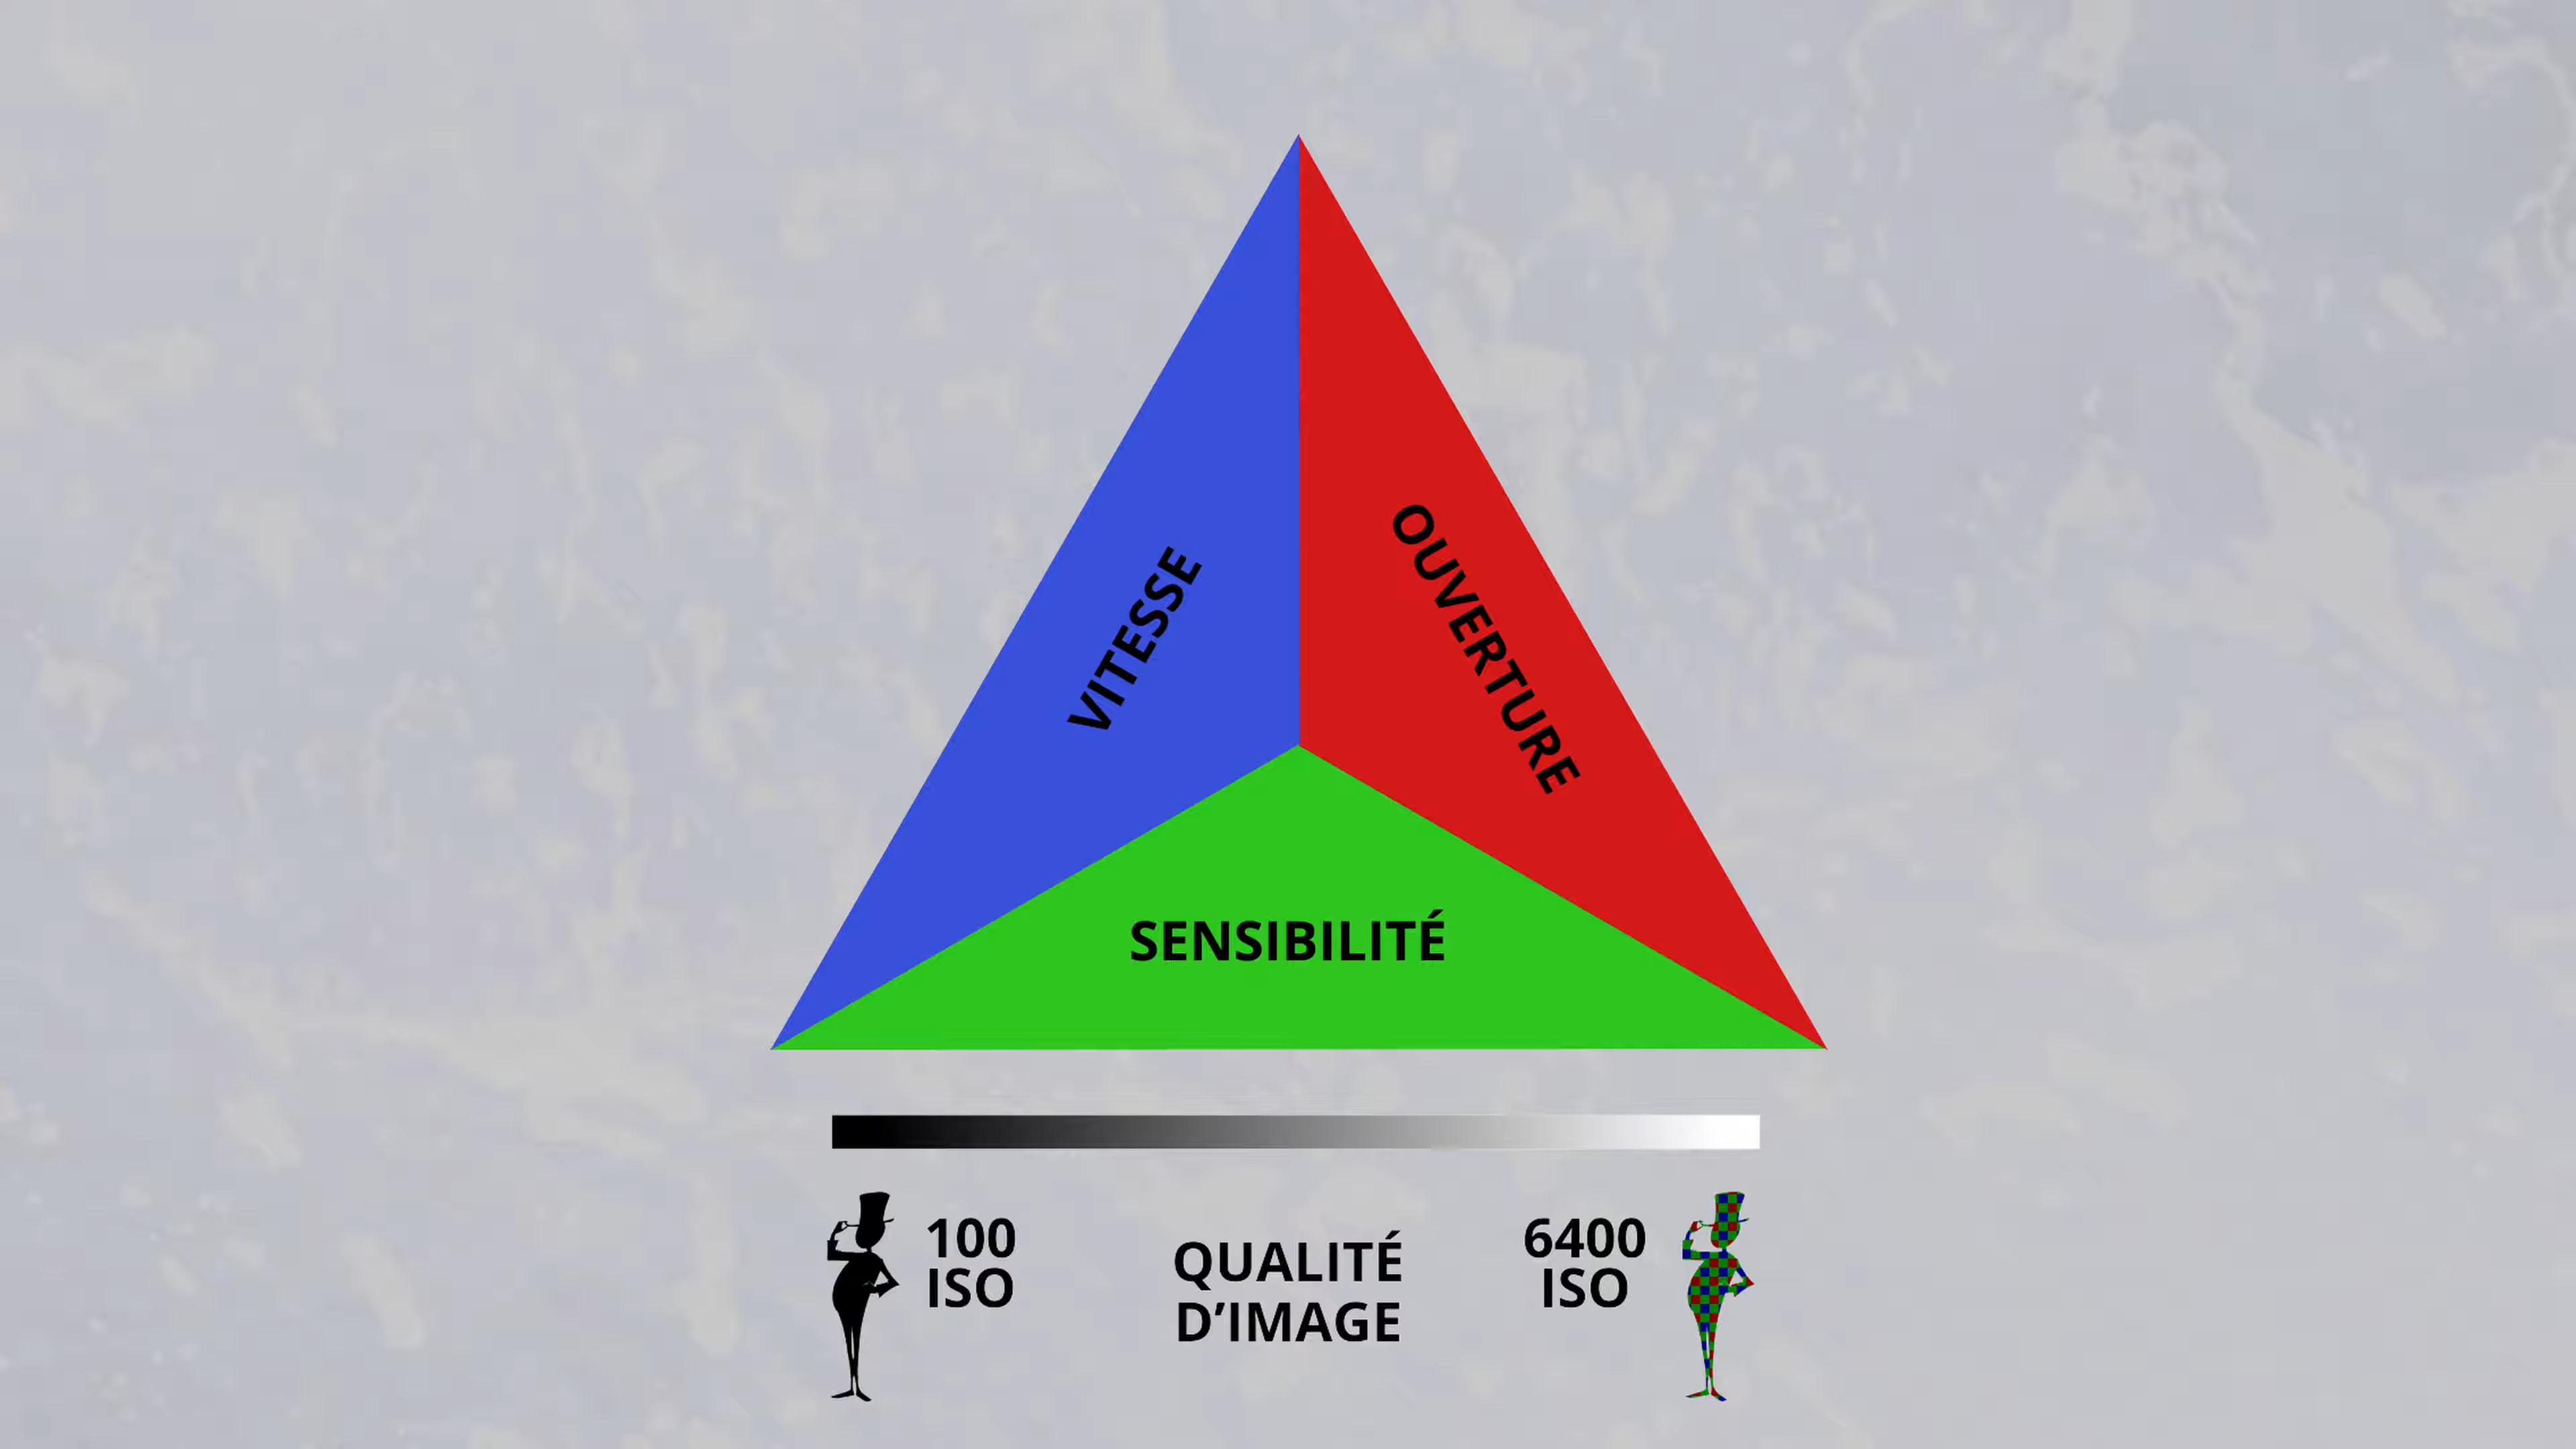 VITESSE
OUVERTURE
SENSIBILITÉ
100
ISO
QUALITÉ
D’IMAGE
6400
ISO